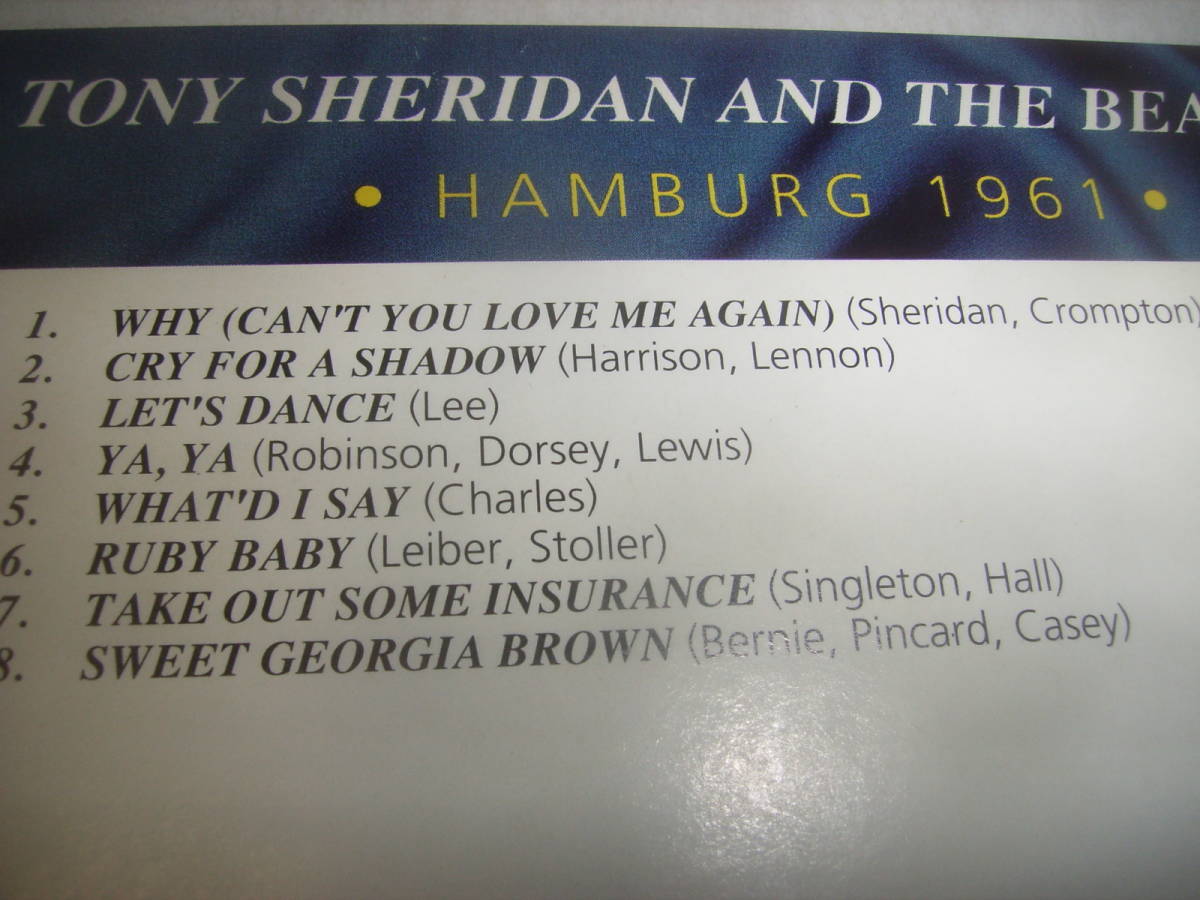 TONY SHERIDAN AND THE BEA
• HAMBURG 1961 •
1. WHY (CAN'T YOU LOVE ME AGAIN) (Sheridan, Crompton)
2. CRY FOR A SHADOW (Harrison, Lennon)
3. LET'S DANCE (Lee)
4. YA, YA (Robinson, Dorsey, Lewis)
5. WHAT'D I SAY (Charles)
6. RUBY BABY (Leiber, Stoller)
7. TAKE OUT SOME INSURANCE (Singleton, Hall)
8. SWEET GEORGIA BROWN (Bernie, Pincard, Casey)